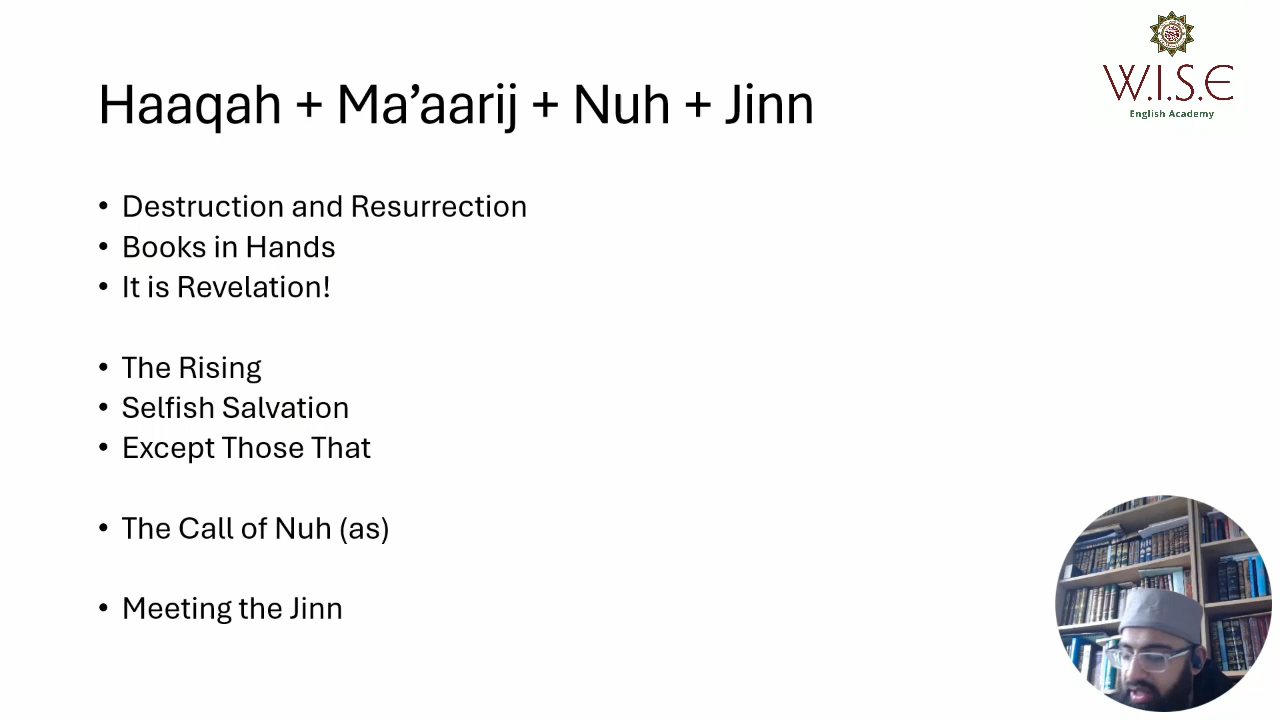 W.I.S.E
English Academy
Haaqah + Ma’aarij + Nuh + Jinn
• Destruction and Resurrection
• Books in Hands
• It is Revelation!
• The Rising
• Selfish Salvation
• Except Those That
• The Call of Nuh (as)
• Meeting the Jinn